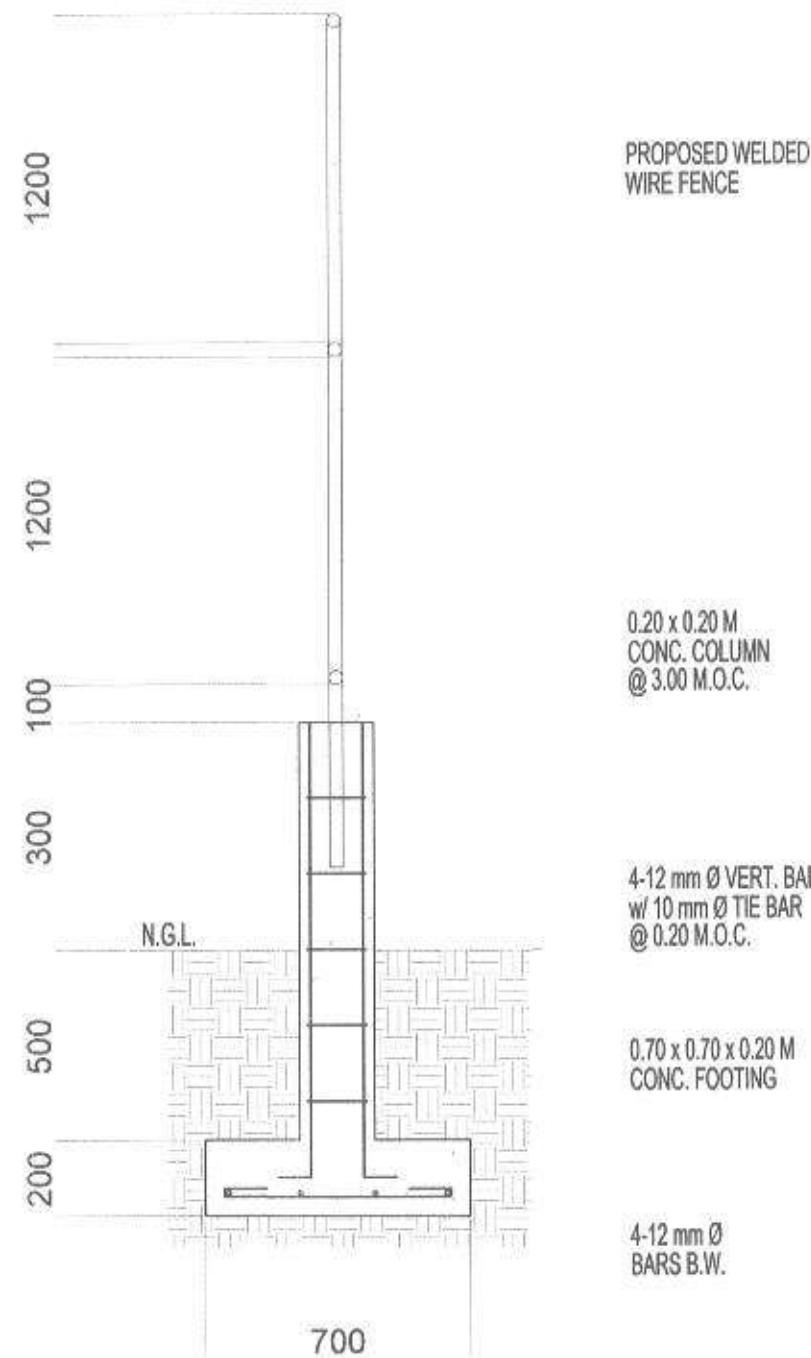 1200
PROPOSED WELDED
WIRE FENCE
1200
0.20 x 0.20 M
CONC. COLUMN
@ 3.00 M.O.C.
100
300
4-12 mm Ø VERT.
w/ 10 mm Ø TIE BAR
@ 0.20 M.O.C.
N.G.L.
500
0.70 x 0.70 x 0.20 M
CONC. FOOTING
200
4-12 mm Ø
BARS B.W.
700